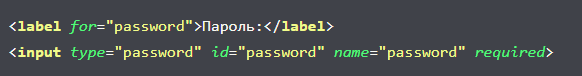 <label for="password">Пароль:</label>
<input type="password" id="password" name="password" required>